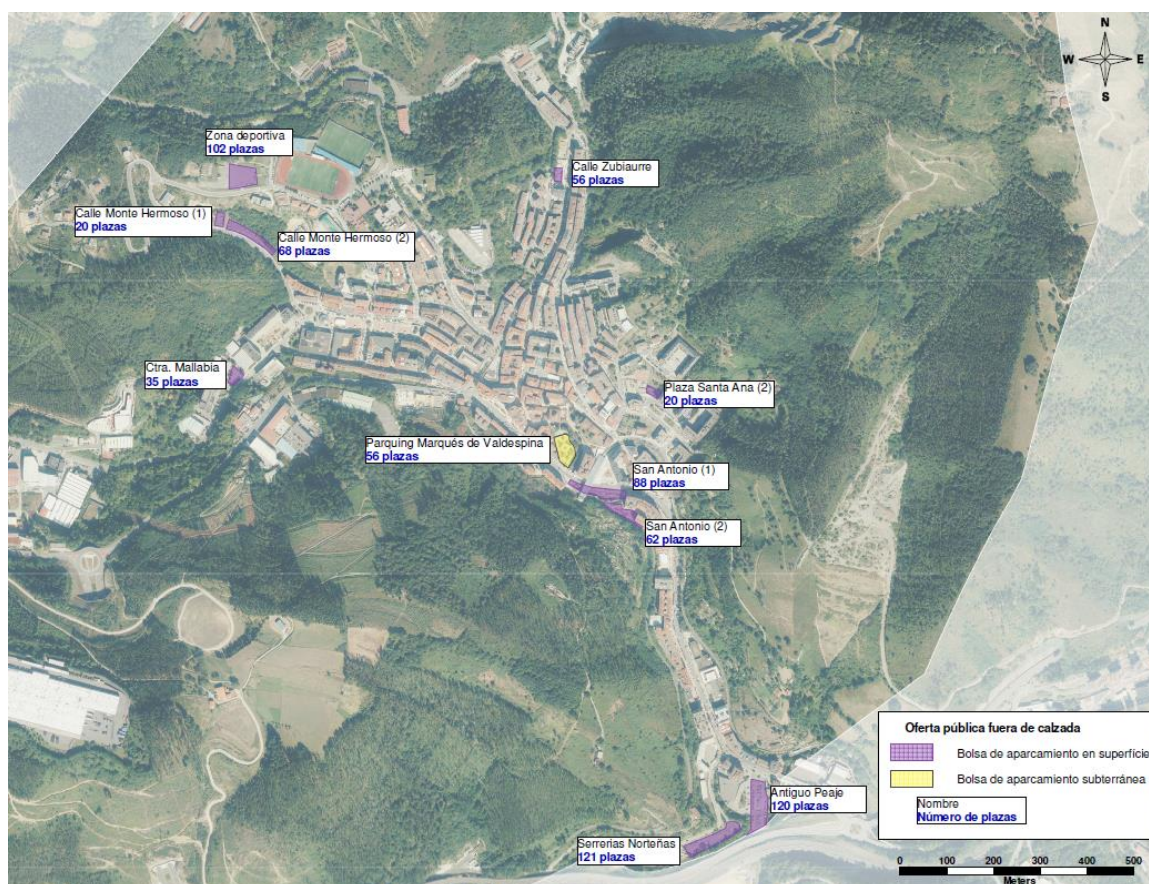 N
W E
S
Zona deportiva
102 plazas
Calle Zubiaurre
56 plazas
Calle Monte Hermoso (1)
20 plazas
Calle Monte Hermoso (2)
68 plazas
Ctra. Mallabia
35 plazas
Plaza Santa Ana (2)
20 plazas
Parquing Marqués de Valdespina
56 plazas
San Antonio (1)
88 plazas
San Antonio (2)
62 plazas
Antiguo Peaje
120 plazas
Serrerias Norteñas
121 plazas
Oferta pública fuera de calzada
Bolsa de aparcamiento en superfície
Bolsa de aparcamiento subterránea
Nombre
Número de plazas
0 100 200 300 400 500
Meters